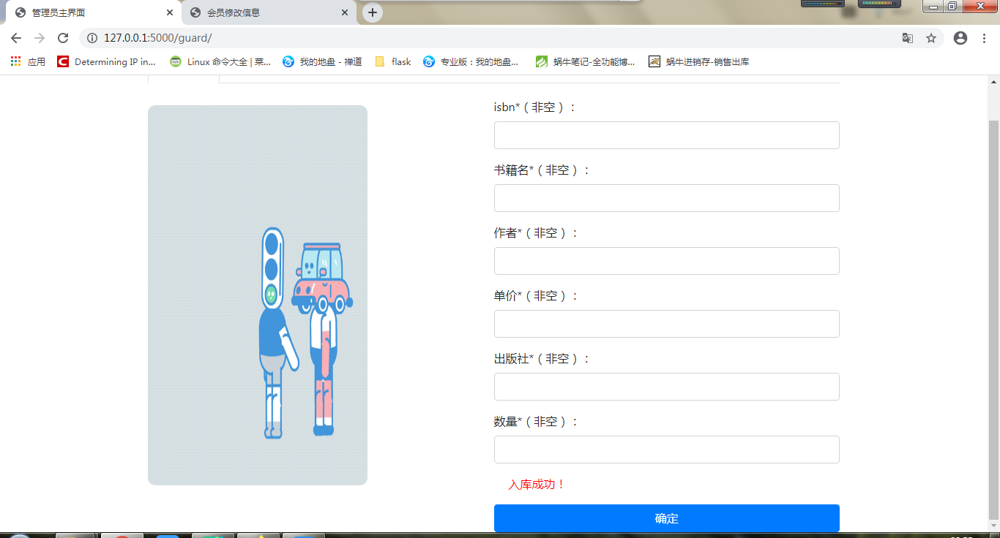 管理员主界面
会员修改信息
127.0.0.1:5000/guard/
应用
Determining IP in...
Linux 命令大全 | 菜...
我的地盘 - 禅道
flask
专业版：我的地盘...
蜗牛笔记-全功能博...
蜗牛进销存-销售出库
isbn*（非空）：
书籍名*（非空）：
作者*（非空）：
单价*（非空）：
出版社*（非空）：
数量*（非空）：
入库成功！
确定